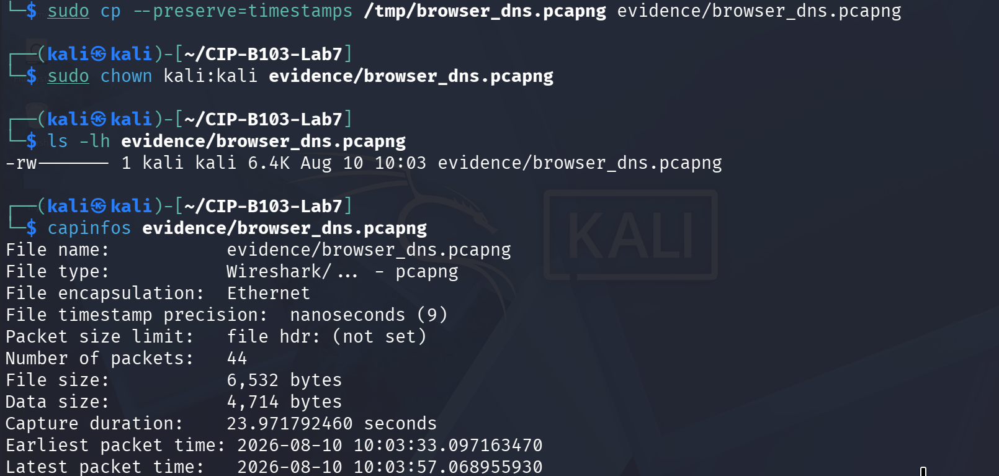 └─$ sudo cp --preserve=timestamps /tmp/browser_dns.pcapng evidence/browser_dns.pcapng
┌──(kali㉿kali)-[~/CIP-B103-Lab7]
└─$ sudo chown kali:kali evidence/browser_dns.pcapng
┌──(kali㉿kali)-[~/CIP-B103-Lab7]
└─$ ls -lh evidence/browser_dns.pcapng
-rw------- 1 kali kali 6.4K Aug 10 10:03 evidence/browser_dns.pcapng
┌──(kali㉿kali)-[~/CIP-B103-Lab7]
└─$ capinfos evidence/browser_dns.pcapng
File name:           evidence/browser_dns.pcapng
File type:           Wireshark/... - pcapng
File encapsulation:  Ethernet
File timestamp precision:  nanoseconds (9)
Packet size limit:   file hdr: (not set)
Number of packets:   44
File size:           6,532 bytes
Data size:           4,714 bytes
Capture duration:    23.971792460 seconds
Earliest packet time: 2026-08-10 10:03:33.097163470
Latest packet time:   2026-08-10 10:03:57.068955930
KALI